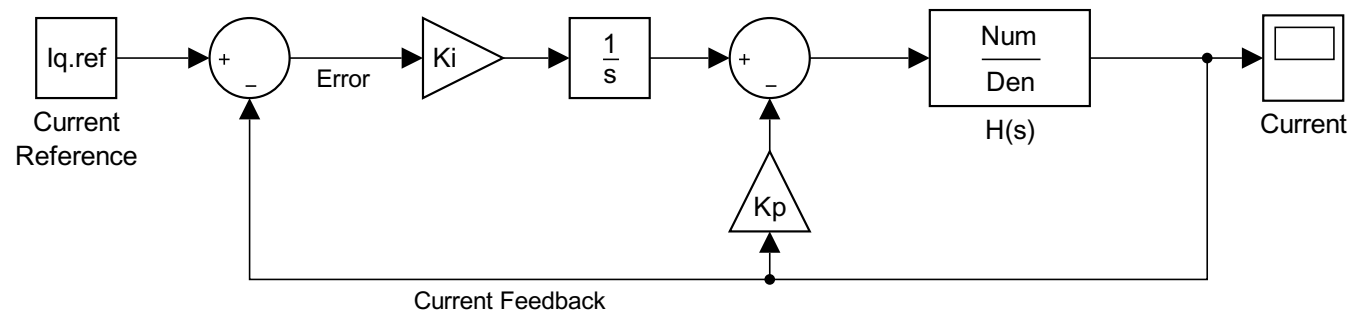 Iq.ref
Current
Reference
+
−
Error
Ki
1
s
+
−
Kp
Num
Den
H(s)
Current
Current Feedback